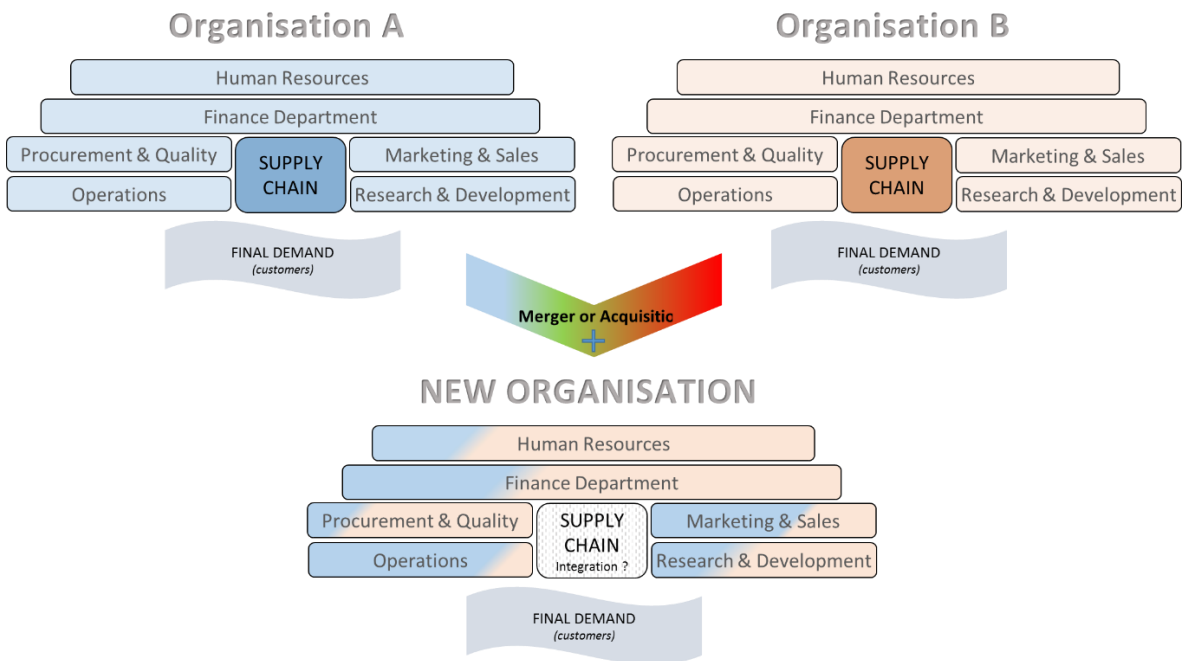 Organisation A
Human Resources
Finance Department
Procurement & Quality
SUPPLY
CHAIN
Marketing & Sales
Operations
Research & Development
FINAL DEMAND
(customers)
Organisation B
Human Resources
Finance Department
Procurement & Quality
SUPPLY
CHAIN
Marketing & Sales
Operations
Research & Development
FINAL DEMAND
(customers)
Merger or Acquisitic
NEW ORGANISATION
Human Resources
Finance Department
Procurement & Quality
SUPPLY
CHAIN
Integration ?
Marketing & Sales
Operations
Research & Development
FINAL DEMAND
(customers)